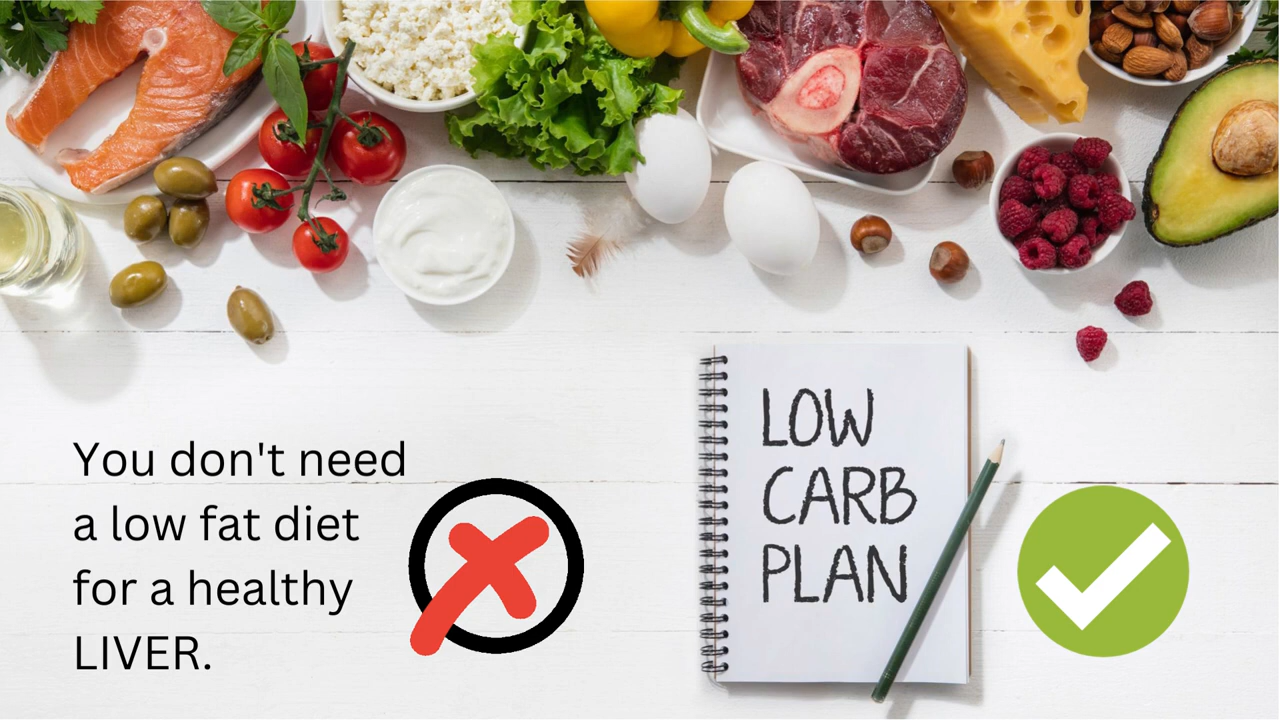 You don't need
a low fat diet
for a healthy
LIVER.
LOW
CARB
PLAN